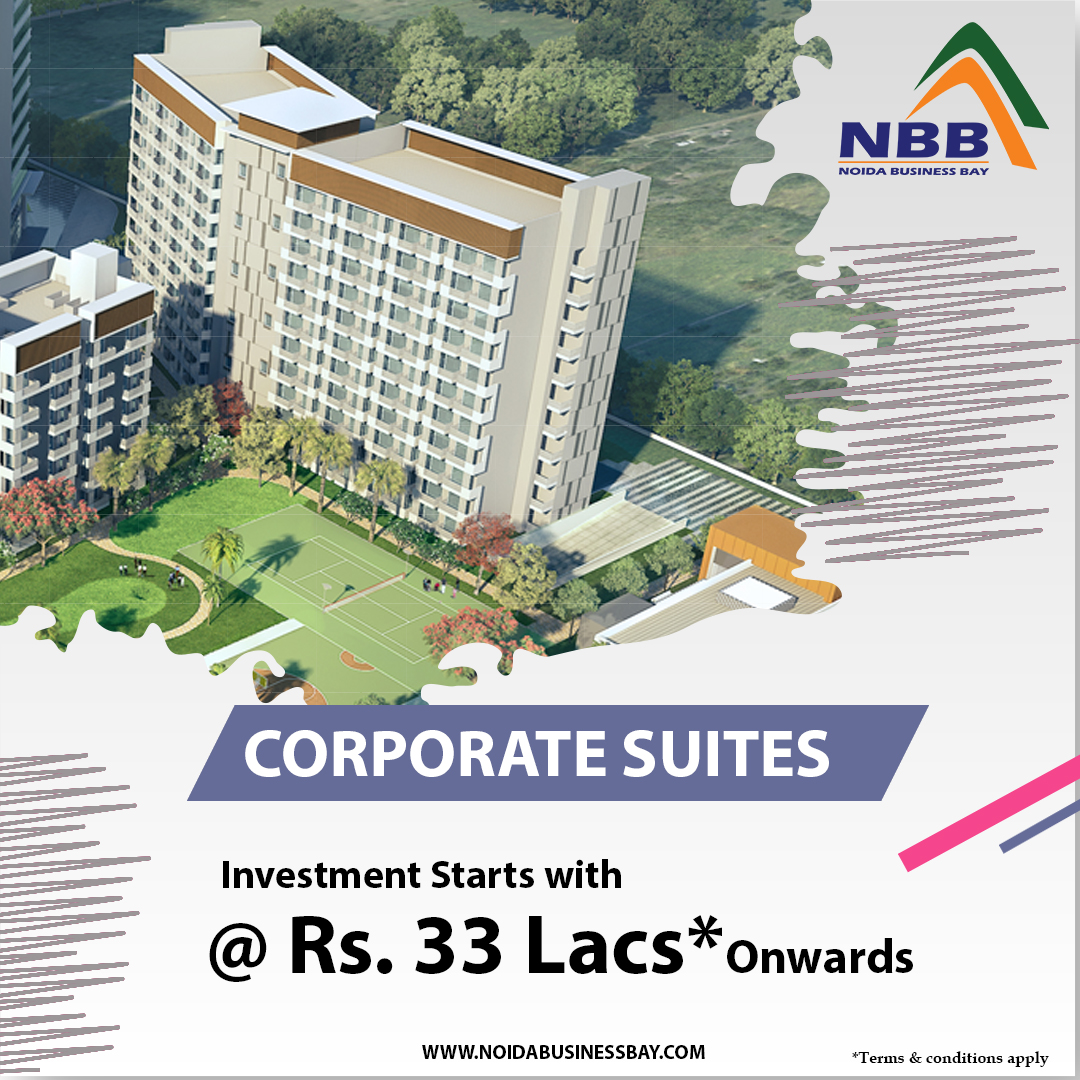 NBB
NOIDA BUSINESS BAY
CORPORATE SUITES
Investment Starts with
@ Rs. 33 Lacs* Onwards
WWW.NOIDABUSINESSBAY.COM
*Terms & conditions apply